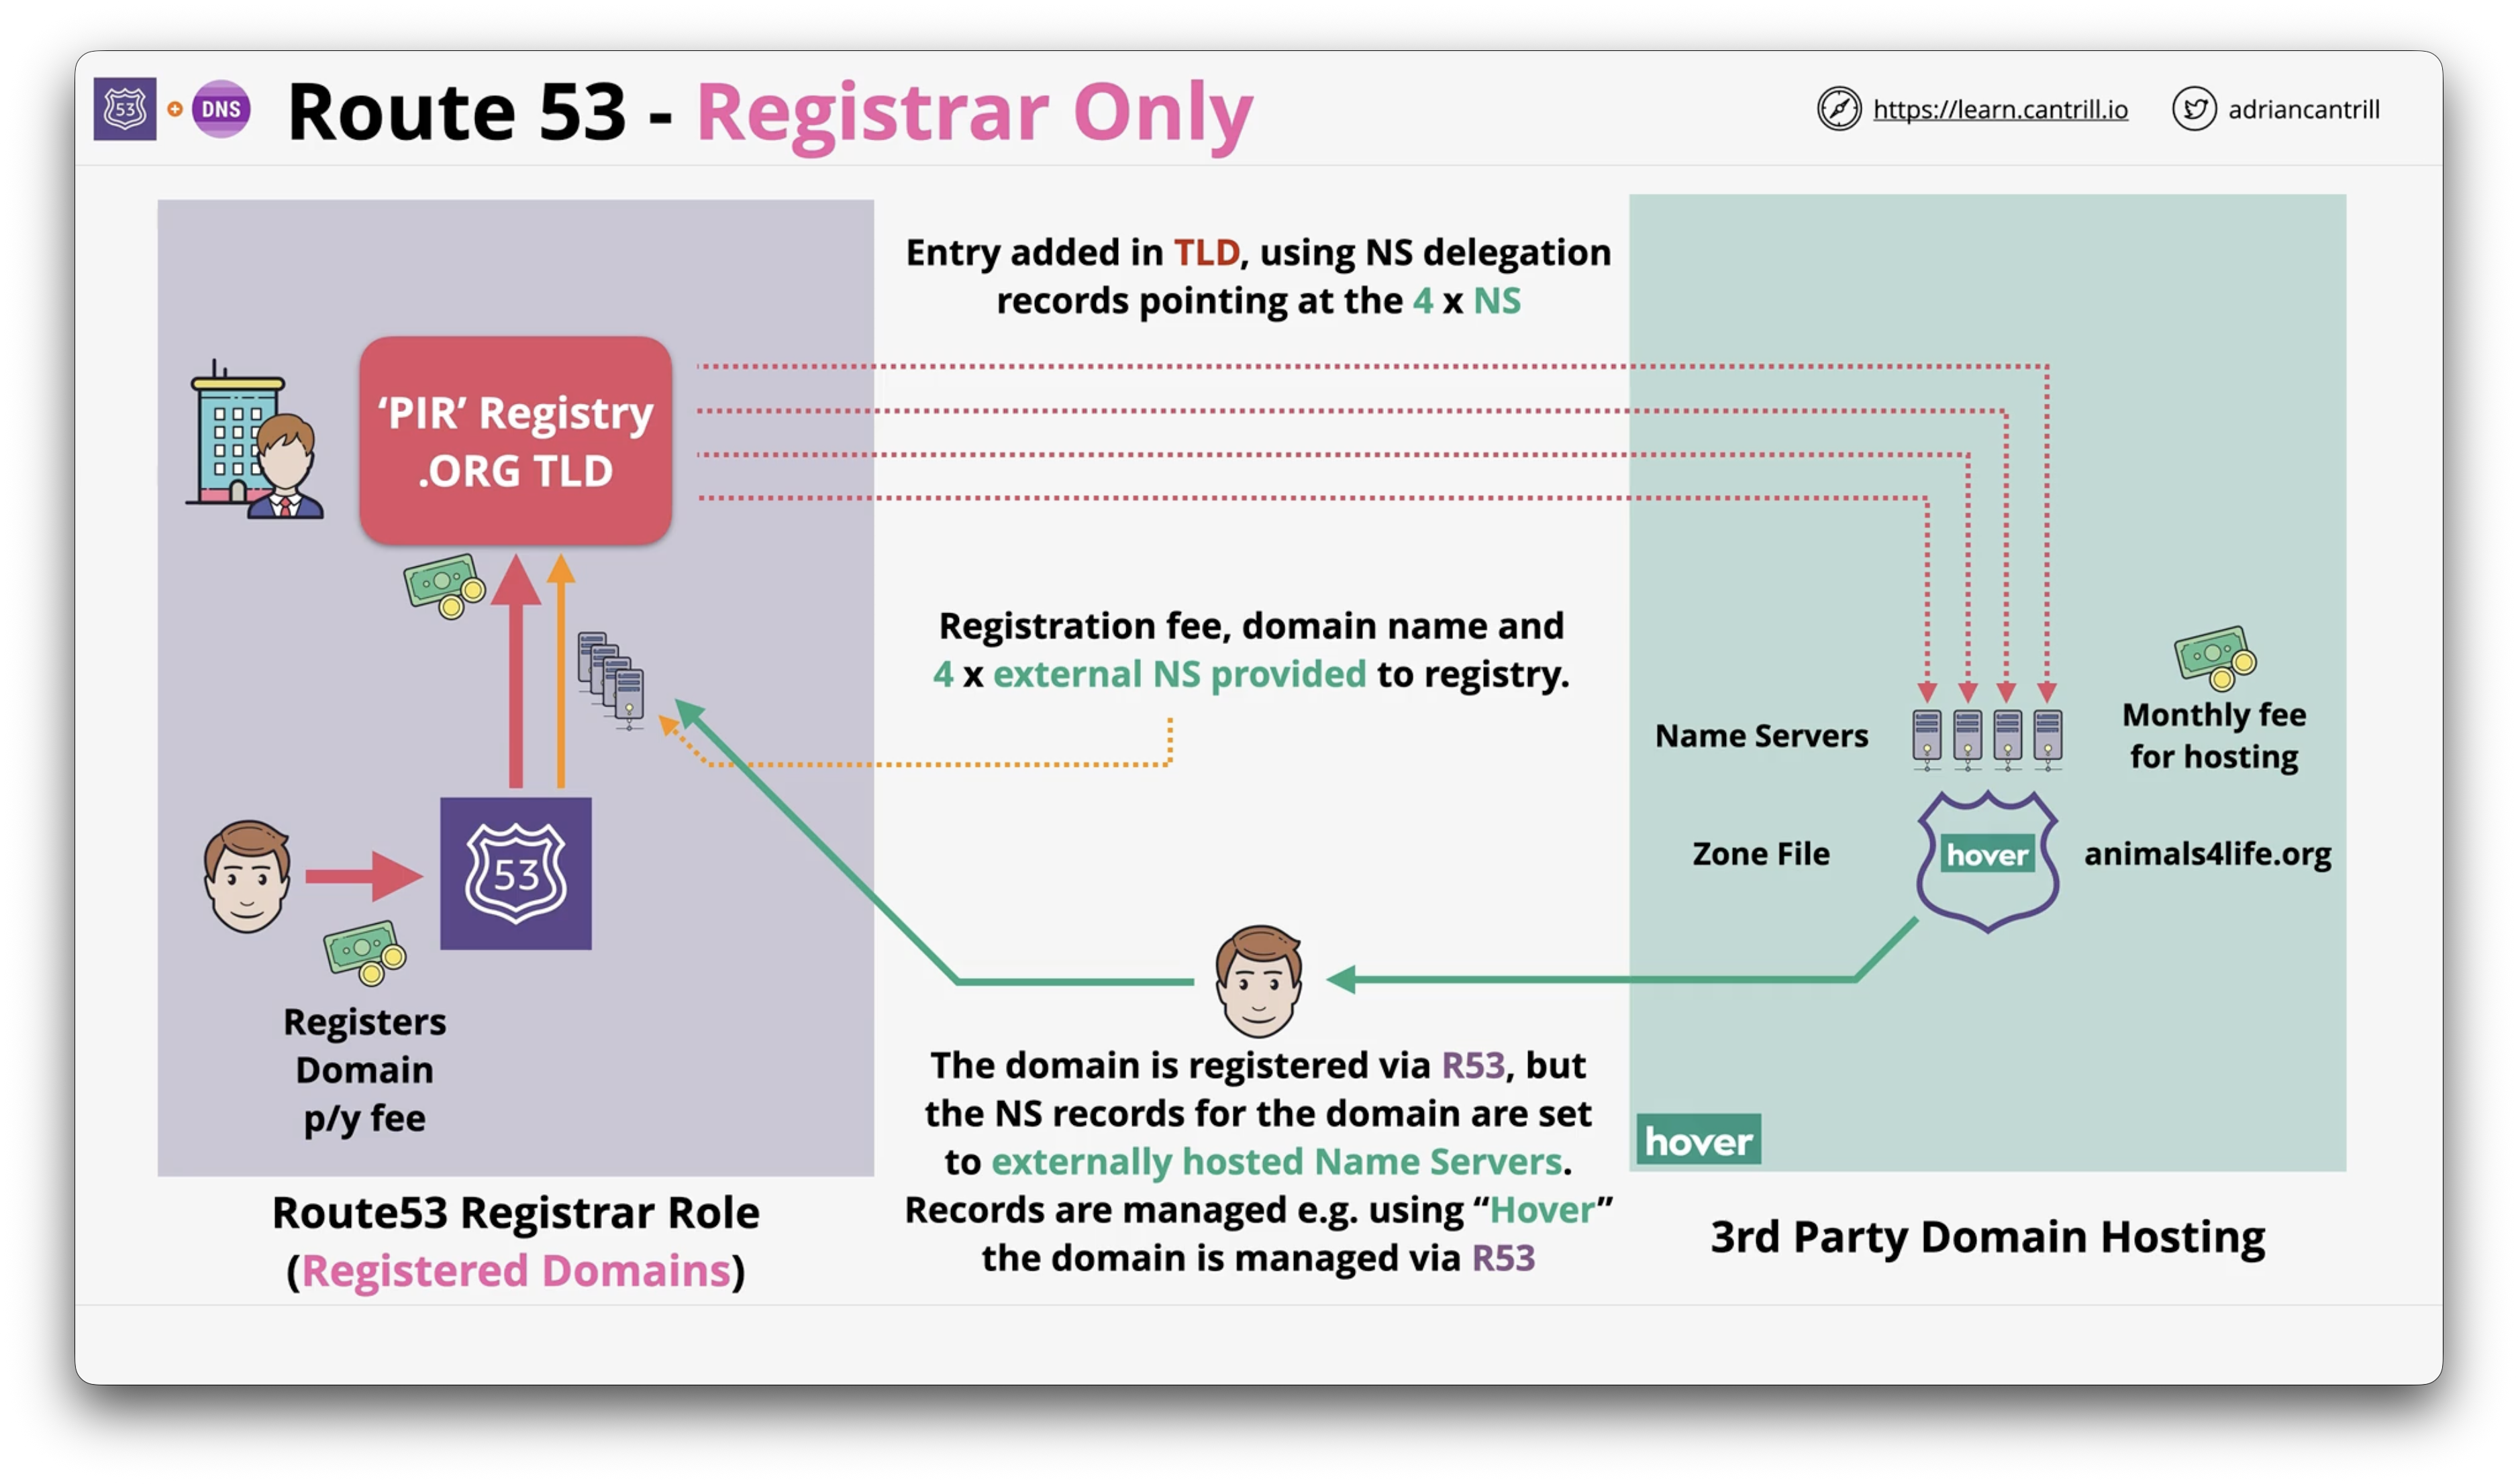 53
DNS
Route 53 - Registrar Only
https://learn.cantrill.io
adriancantrill
Entry added in TLD, using NS delegation
records pointing at the 4 x NS
‘PIR’ Registry
.ORG TLD
Registration fee, domain name and
4 x external NS provided to registry.
Name Servers
Monthly fee
for hosting
53
Zone File
hover
animals4life.org
Registers
Domain
p/y fee
The domain is registered via R53, but
the NS records for the domain are set
to externally hosted Name Servers.
Records are managed e.g. using “Hover”
the domain is managed via R53
hover
Route53 Registrar Role
(Registered Domains)
3rd Party Domain Hosting